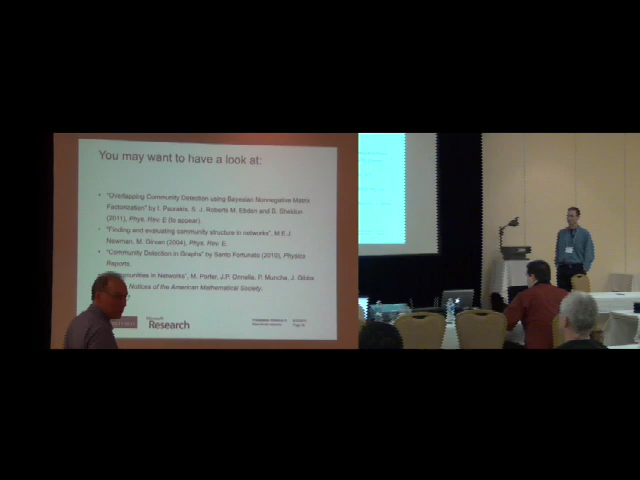 You may want to have a look at:
• "Overlapping Community Detection using Bayesian Nonnegative Matrix
Factorization" by I. Psorakis, S. J. Roberts M. Ebden and B. Sheldon
(2011), Phys. Rev. E (to appear).
• "Finding and evaluating community structure in networks", M.E.J.
Newman, M. Girvan (2004), Phys. Rev. E.
• "Community Detection in Graphs" by Santo Fortunato (2010), Physics
Reports.
Communities in Networks", M. Porter, J.P. Onnela, P. Mucha, J. Gibbs
Notices of the American Mathematical Society.
Microsoft
Research